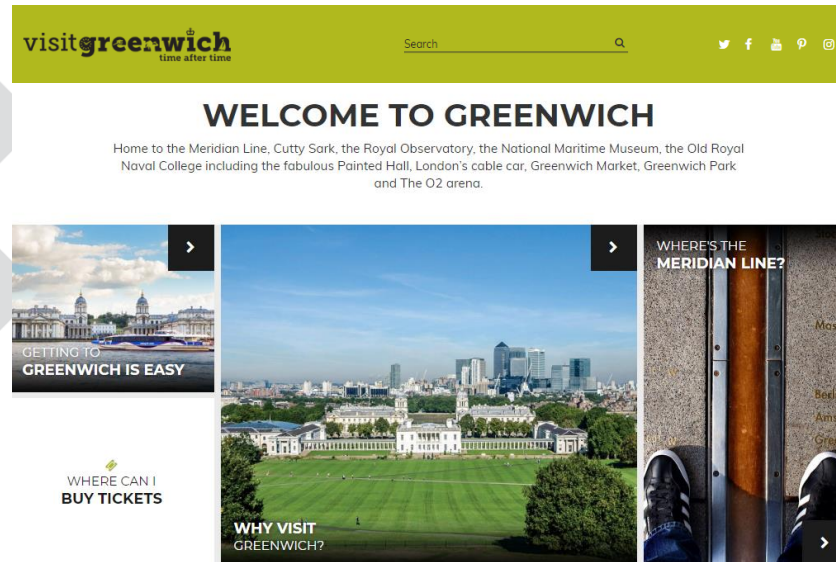 visitgreenwich
time after time
Search
WELCOME TO GREENWICH
Home to the Meridian Line, Cutty Sark, the Royal Observatory, the National Maritime Museum, the Old Royal
Naval College including the fabulous Painted Hall, London's cable car, Greenwich Market, Greenwich Park
and The O2 arena.
GETTING TO
GREENWICH IS EASY
WHERE CAN I
BUY TICKETS
WHY VISIT
GREENWICH?
WHERE'S THE
MERIDIAN LINE?